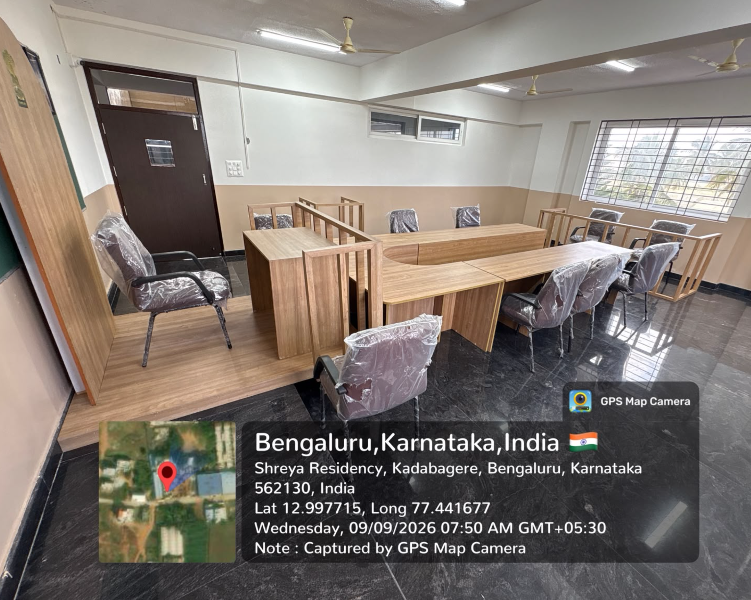 GPS Map Camera
Bengaluru,Karnataka,India
Shreya Residency, Kadabagere, Bengaluru, Karnataka
562130, India
Lat 12.997715, Long 77.441677
Wednesday, 09/09/2026 07:50 AM GMT+05:30
Note : Captured by GPS Map Camera